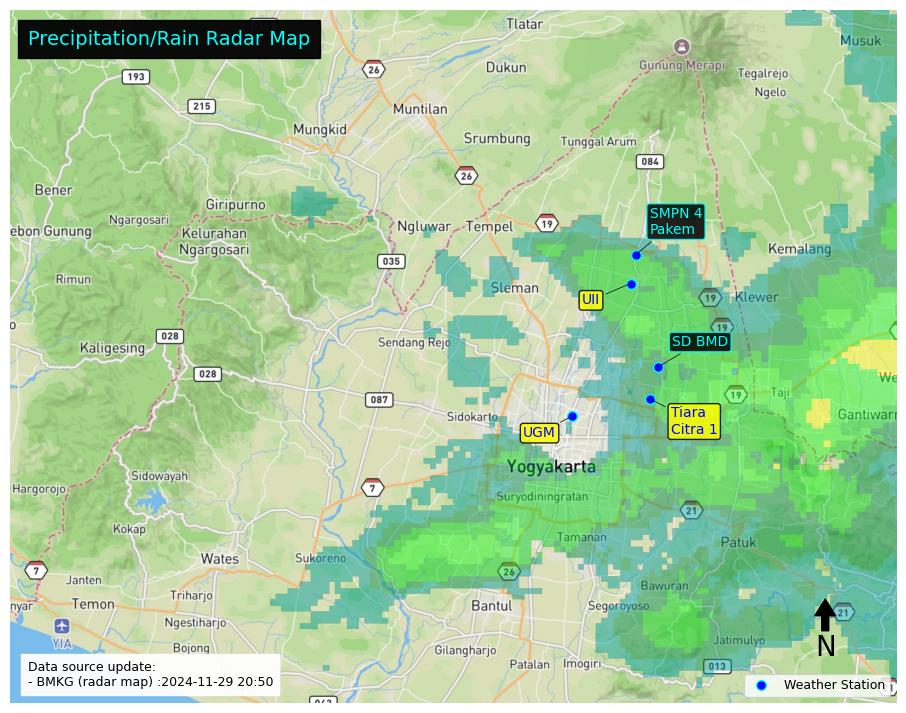 Precipitation/Rain Radar Map
Tlatar
Musuk
193
26
Dukun
Gunung Merapi
Tegalrejo
Ngelo
215
Muntilan
Mungkid
Srumbung
Tunggal Arum
084
26
Bener
Giripurno
SMPN 4
Pakem
Ngargosari
Ngluwar
Tempel
19
ebon Gunung
Kelurahan
Ngargosari
Kemalang
035
Rimun
Sleman
UII
19
Klewer
19
028
Kaligesing
Sendang Rejo
SD BMD
We
028
087
19
Taji
Sidokarto
Tiara
Citra 1
Gantiwarn
UGM
Yogyakarta
Sidowayah
Hargorojo
7
Suryodiningratan
21
Kokap
Tamanan
Patuk
Wates
Sukoreno
7
Janten
26
Bawuran
nyar
Temon
Triharjo
Bantul
Segoroyoso
21
Ngestiharjo
YIA
Jatimulyo
N
Bojong
Gilangharjo
Patalan
Imogiri
013
Data source update:
- BMKG (radar map) :2024-11-29 20:50
Weather Station